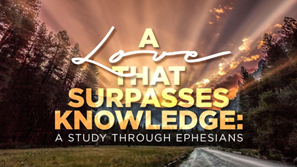 A
Love
THAT
SURPASSES
KNOWLEDGE:
A STUDY THROUGH EPHESIANS